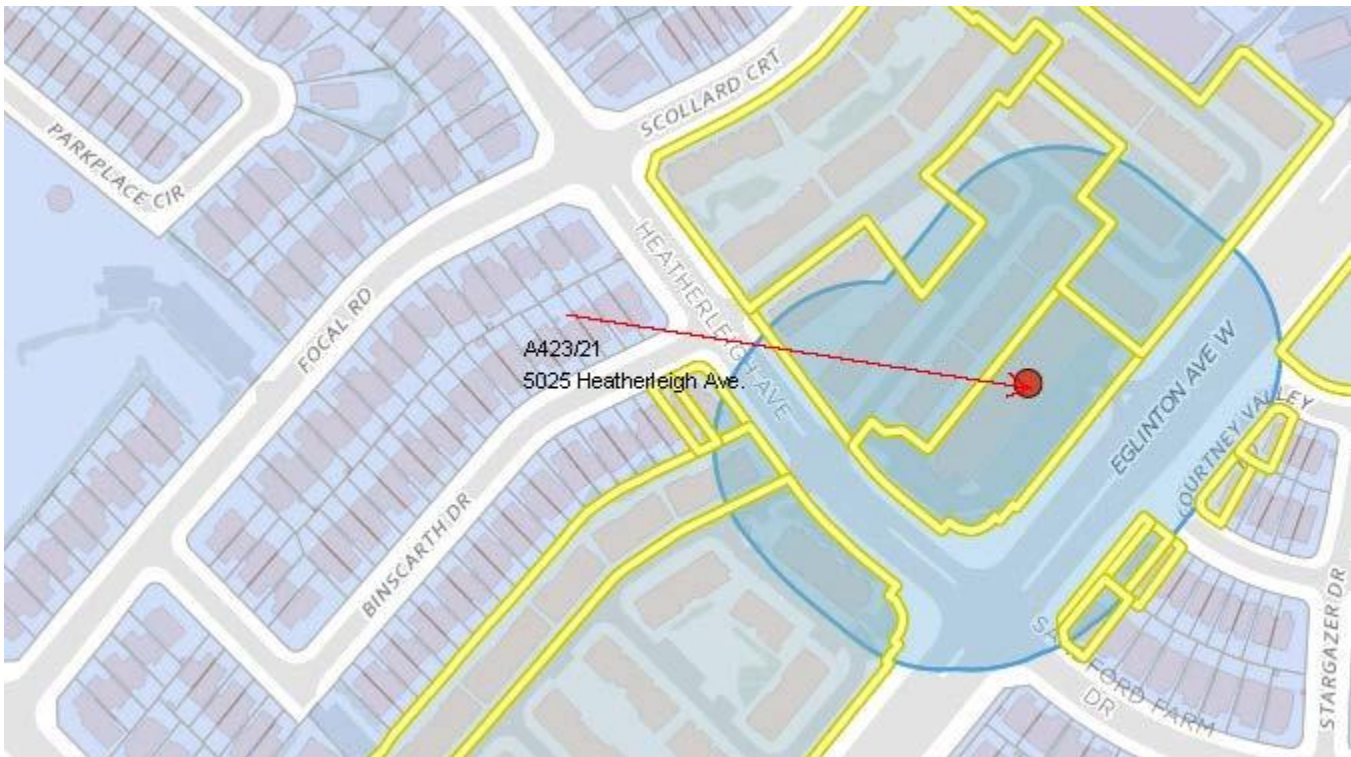 SCOLLARD CRT
PARKPLACE CIR
HEATHERLEIGH AVE
FOCAL RD
A423/21
5025 Heatherleigh Ave.
EGLINTON AVE W
COURTNEY VALLEY
BINSCARTH DR
STARGAZER DR
FORD FARM
DR